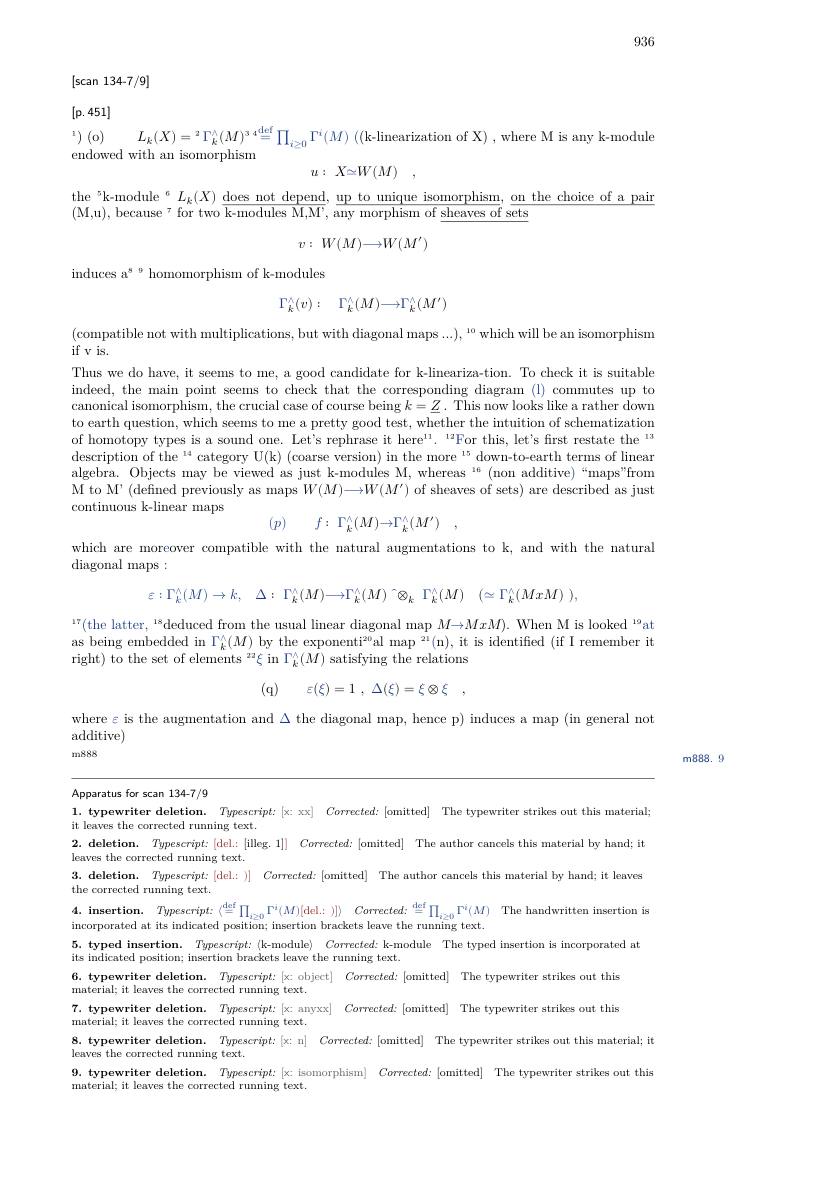 936
[scan 134-7/9]
[p. 451]
¹) (o) L_k(X) = ² Γ_k^∧(M)³ ⁴ def= ∏_{i≥0} Γ^i(M) ((k-linearization of X) , where M is any k-module
endowed with an isomorphism
u : X≃W(M) ,
the ⁵k-module ⁶ L_k(X) does not depend, up to unique isomorphism, on the choice of a pair
(M,u), because ⁷ for two k-modules M,M', any morphism of sheaves of sets
v : W(M)⟶W(M′)
induces a⁸ ⁹ homomorphism of k-modules
Γ_k^∧(v) : Γ_k^∧(M)⟶Γ_k^∧(M′)
(compatible not with multiplications, but with diagonal maps ...), ¹⁰ which will be an isomorphism
if v is.
Thus we do have, it seems to me, a good candidate for k-lineariza-tion. To check it is suitable
indeed, the main point seems to check that the corresponding diagram (l) commutes up to
canonical isomorphism, the crucial case of course being k = Z . This now looks like a rather down
to earth question, which seems to me a pretty good test, whether the intuition of schematization
of homotopy types is a sound one. Let's rephrase it here¹¹. ¹²For this, let's first restate the ¹³
description of the ¹⁴ category U(k) (coarse version) in the more ¹⁵ down-to-earth terms of linear
algebra. Objects may be viewed as just k-modules M, whereas ¹⁶ (non additive) “maps”from
M to M' (defined previously as maps W(M)⟶W(M′) of sheaves of sets) are described as just
continuous k-linear maps
(p) f : Γ_k^∧(M)→Γ_k^∧(M′) ,
which are moreover compatible with the natural augmentations to k, and with the natural
diagonal maps :
ε : Γ_k^∧(M) → k, Δ : Γ_k^∧(M)⟶Γ_k^∧(M) ^⊗_k Γ_k^∧(M) (≃ Γ_k^∧(MxM) ),
¹⁷(the latter, ¹⁸deduced from the usual linear diagonal map M→MxM). When M is looked ¹⁹at
as being embedded in Γ_k^∧(M) by the exponenti²⁰al map ²¹(n), it is identified (if I remember it
right) to the set of elements ²²ξ in Γ_k^∧(M) satisfying the relations
(q) ε(ξ) = 1 , Δ(ξ) = ξ ⊗ ξ ,
where ε is the augmentation and Δ the diagonal map, hence p) induces a map (in general not
additive)
m888
m888. 9
Apparatus for scan 134-7/9
1. typewriter deletion. Typescript: [x: xx] Corrected: [omitted] The typewriter strikes out this material;
it leaves the corrected running text.
2. deletion. Typescript: [del.: [illeg. 1]] Corrected: [omitted] The author cancels this material by hand; it
leaves the corrected running text.
3. deletion. Typescript: [del.: )] Corrected: [omitted] The author cancels this material by hand; it leaves
the corrected running text.
4. insertion. Typescript: ⟨def= ∏_{i≥0} Γ^i(M)[del.: )]⟩ Corrected: def= ∏_{i≥0} Γ^i(M) The handwritten insertion is
incorporated at its indicated position; insertion brackets leave the running text.
5. typed insertion. Typescript: ⟨k-module⟩ Corrected: k-module The typed insertion is incorporated at
its indicated position; insertion brackets leave the running text.
6. typewriter deletion. Typescript: [x: object] Corrected: [omitted] The typewriter strikes out this
material; it leaves the corrected running text.
7. typewriter deletion. Typescript: [x: anyxx] Corrected: [omitted] The typewriter strikes out this
material; it leaves the corrected running text.
8. typewriter deletion. Typescript: [x: n] Corrected: [omitted] The typewriter strikes out this material; it
leaves the corrected running text.
9. typewriter deletion. Typescript: [x: isomorphism] Corrected: [omitted] The typewriter strikes out this
material; it leaves the corrected running text.